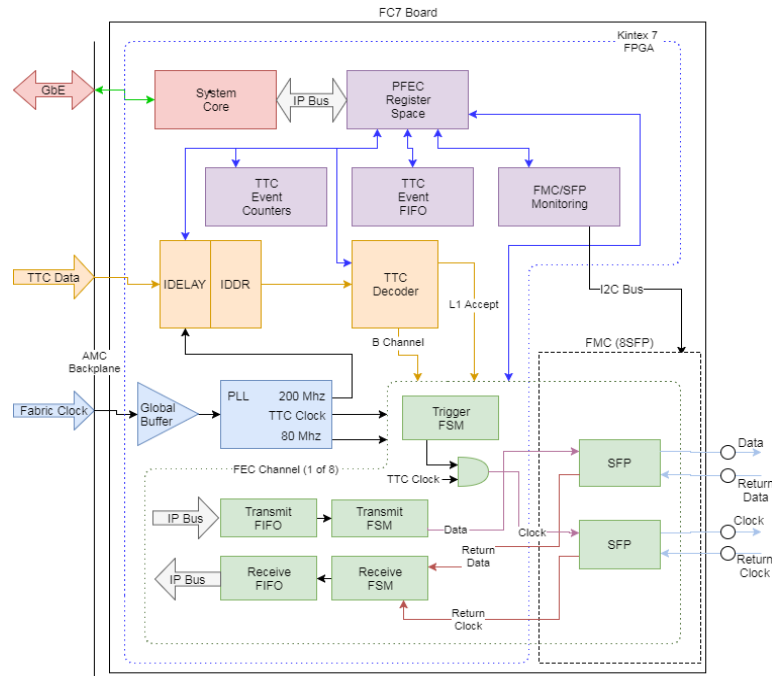 FC7 Board
Kintex 7
FPGA
GbE
System
Core
IP Bus
PFEC
Register
Space
TTC
Event
Counters
TTC
Event
FIFO
FMC/SFP
Monitoring
TTC Data
IDELAY
IDDR
TTC
Decoder
L1 Accept
I2C Bus
B Channel
FMC (8SFP)
AMC
Backplane
Fabric Clock
Global
Buffer
PLL
200 Mhz
TTC Clock
80 Mhz
Trigger
FSM
FEC Channel (1 of 8)
TTC Clock
SFP
Data
Return
Data
IP Bus
Transmit
FIFO
Transmit
FSM
Data
Clock
SFP
Clock
Return
Clock
Return
Data
IP Bus
Receive
FIFO
Receive
FSM
Return
Clock